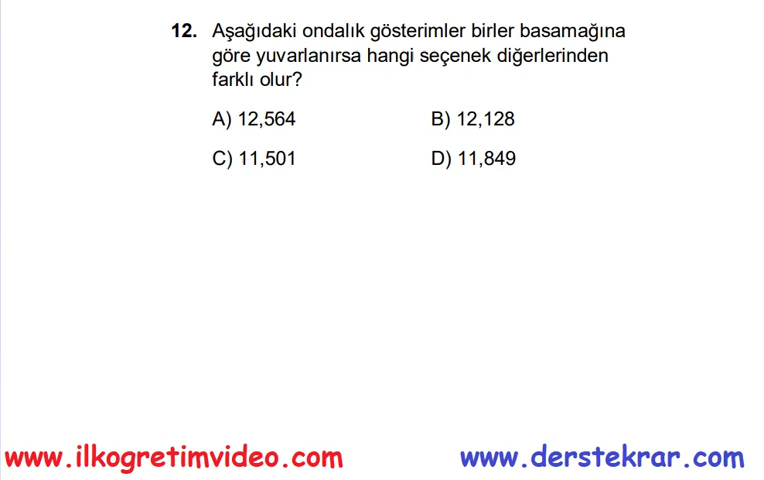 12. Aşağıdaki ondalık gösterimler birler basamağına
göre yuvarlanırsa hangi seçenek diğerlerinden
farklı olur?
A) 12,564 B) 12,128
C) 11,501 D) 11,849
www.ilkogretimvideo.com www.derstekrar.com